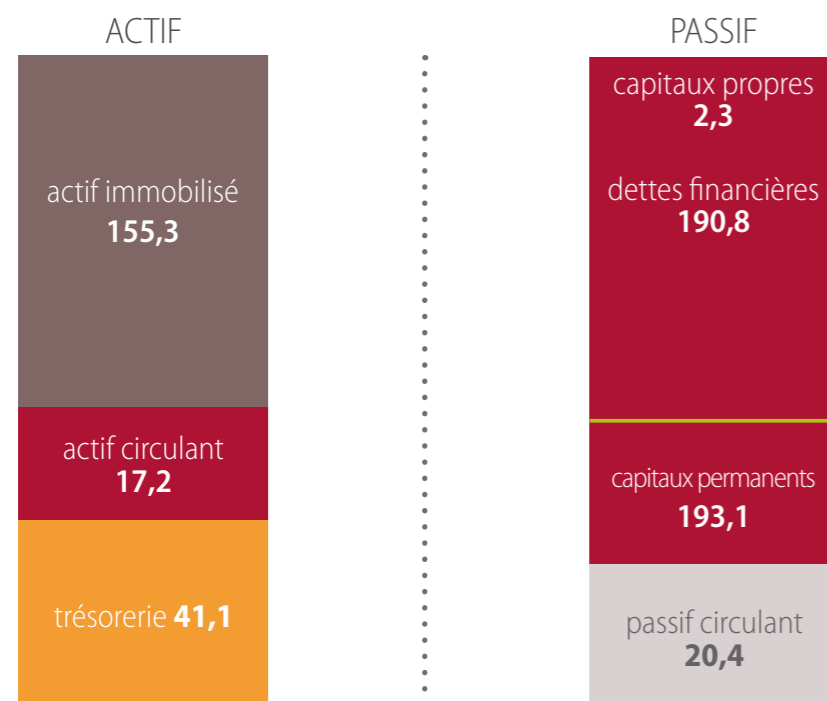 ACTIF
actif immobilisé
155,3
actif circulant
17,2
trésorerie 41,1
PASSIF
capitaux propres
2,3
dettes financières
190,8
capitaux permanents
193,1
passif circulant
20,4